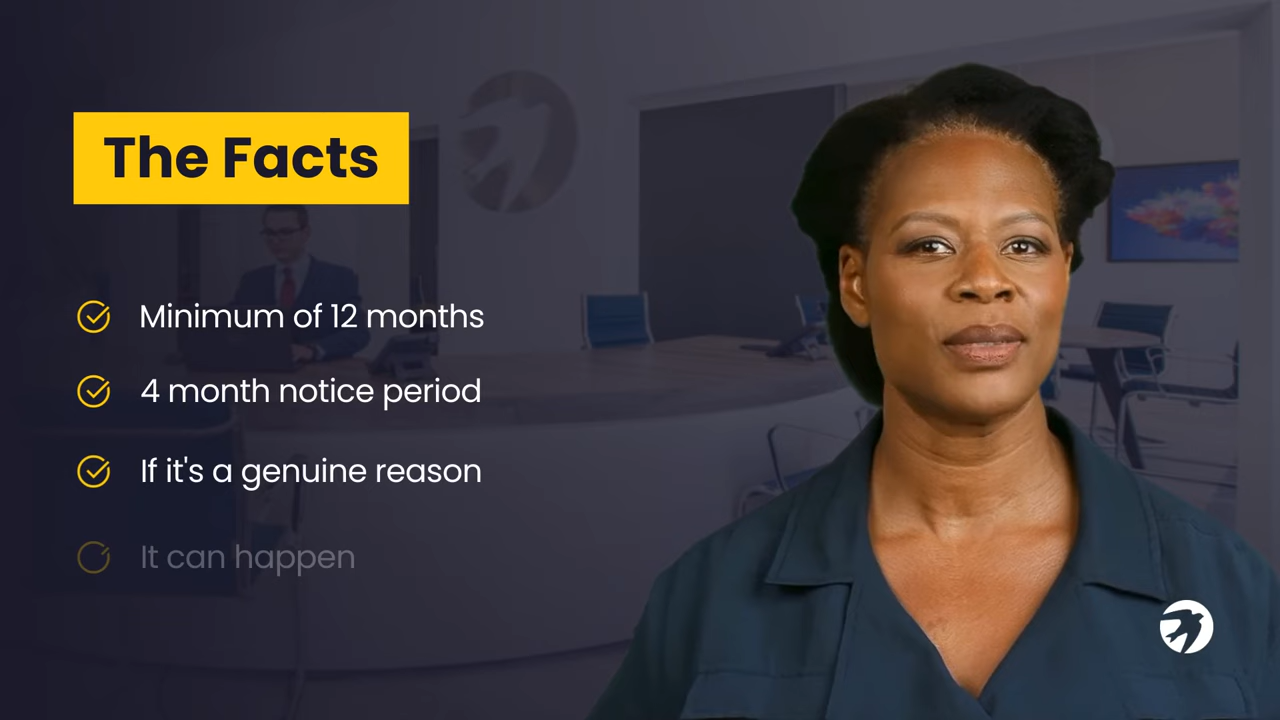 The Facts
Minimum of 12 months
4 month notice period
If it's a genuine reason
It can happen